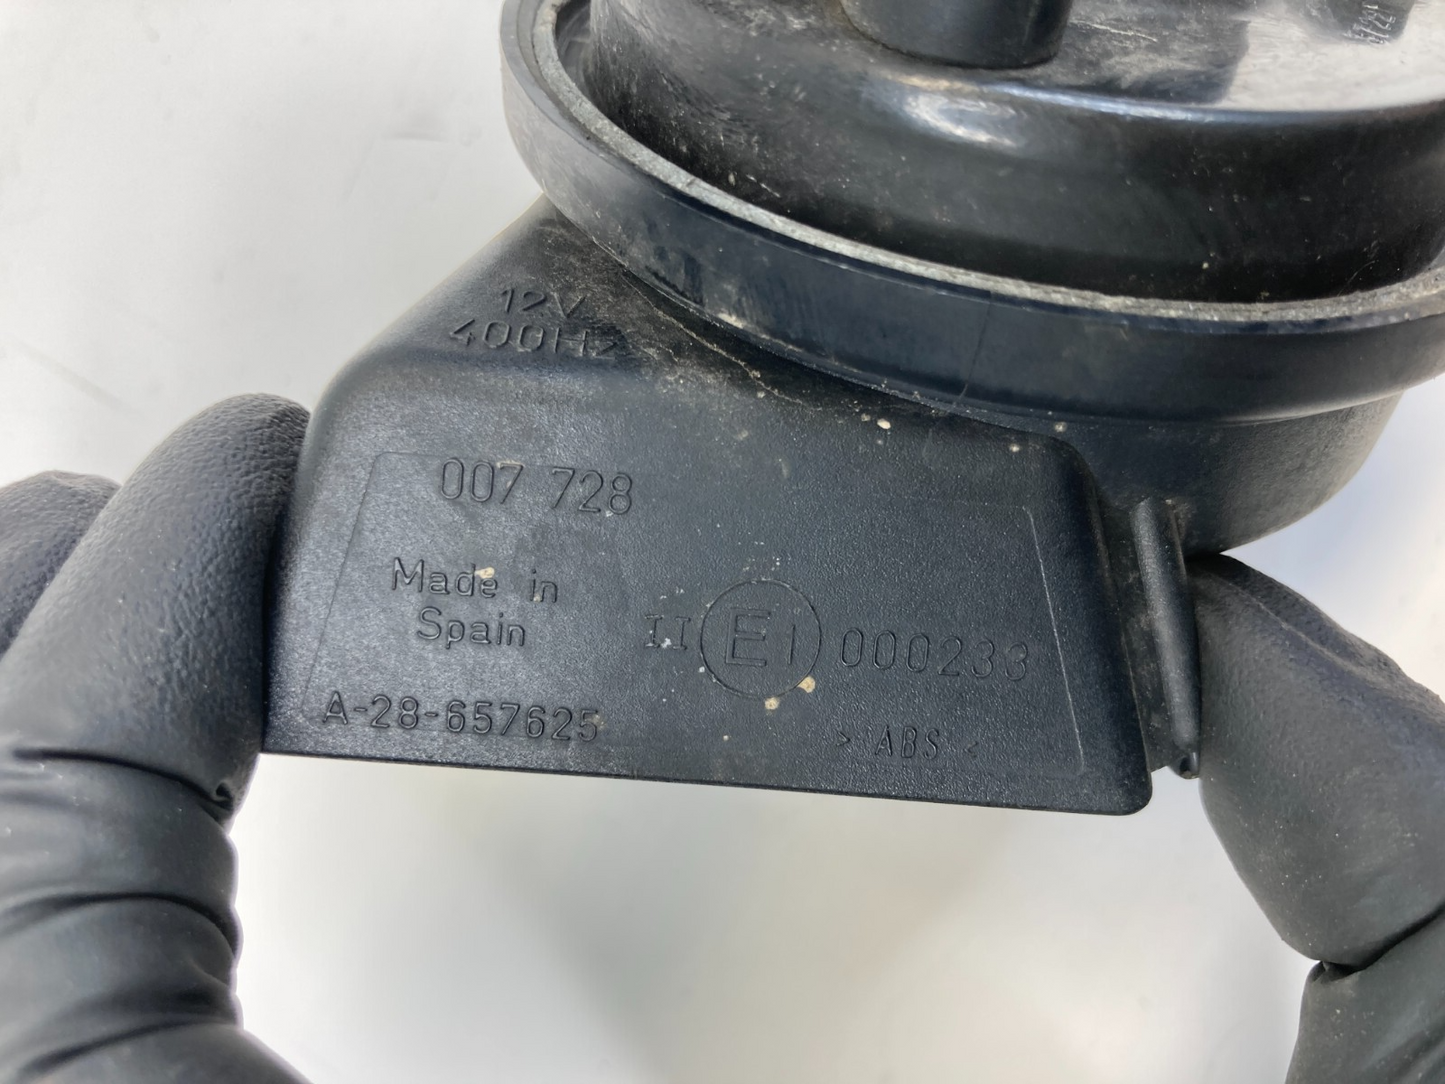 12V
400Hz
007 728
Made in
Spain
II E1 000233
A-28-657625
> ABS <